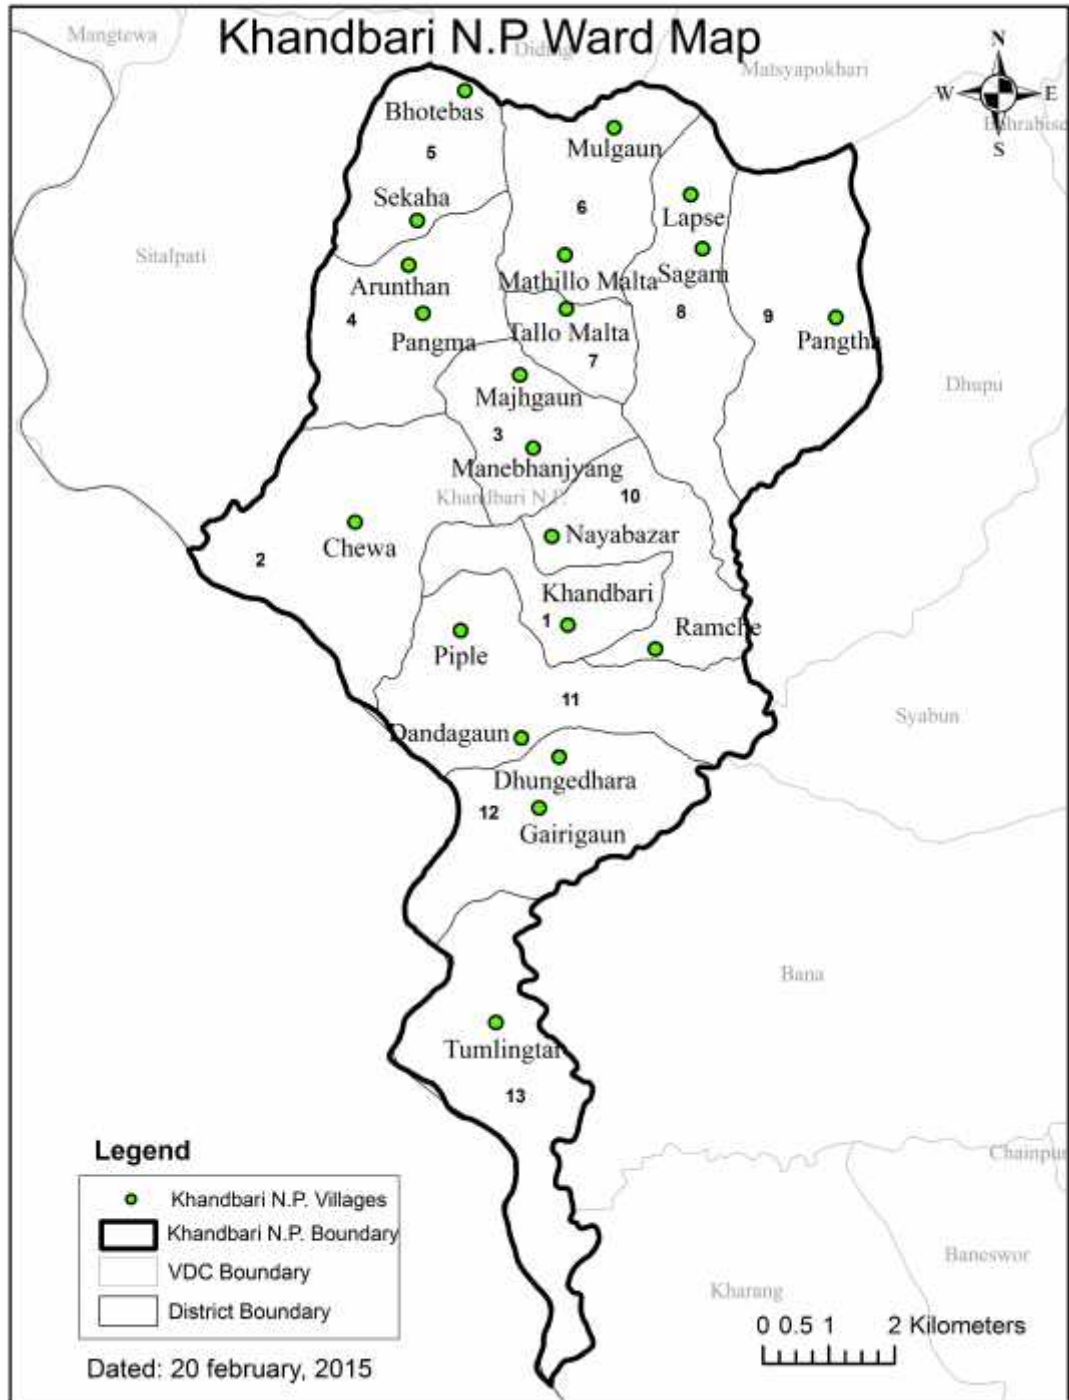 Khandbari N.P Ward Map
Mangtewa
Diding
Matsyapokhari
N
W
E
S
Bahrabise
Bhotebas
5
Mulgaun
Sekaha
6
Lapse
Sitalpati
Arunthan
Mathillo Malta
Sagam
4
Pangma
Tallo Malta
8
9
Pangtha
7
Majhgaun
Dhupu
3
Manebhanjyang
Khandbari N.P.
10
Chewa
2
Nayabazar
Khandbari
1
Ramche
Piple
11
Syabun
Dandagaun
Dhungedhara
12
Gairigaun
Bana
Tumlingtar
13
Chainpur
Baneswor
Kharang
Legend
Khandbari N.P. Villages
Khandbari N.P. Boundary
VDC Boundary
District Boundary
0 0.5 1 2 Kilometers
Dated: 20 february, 2015